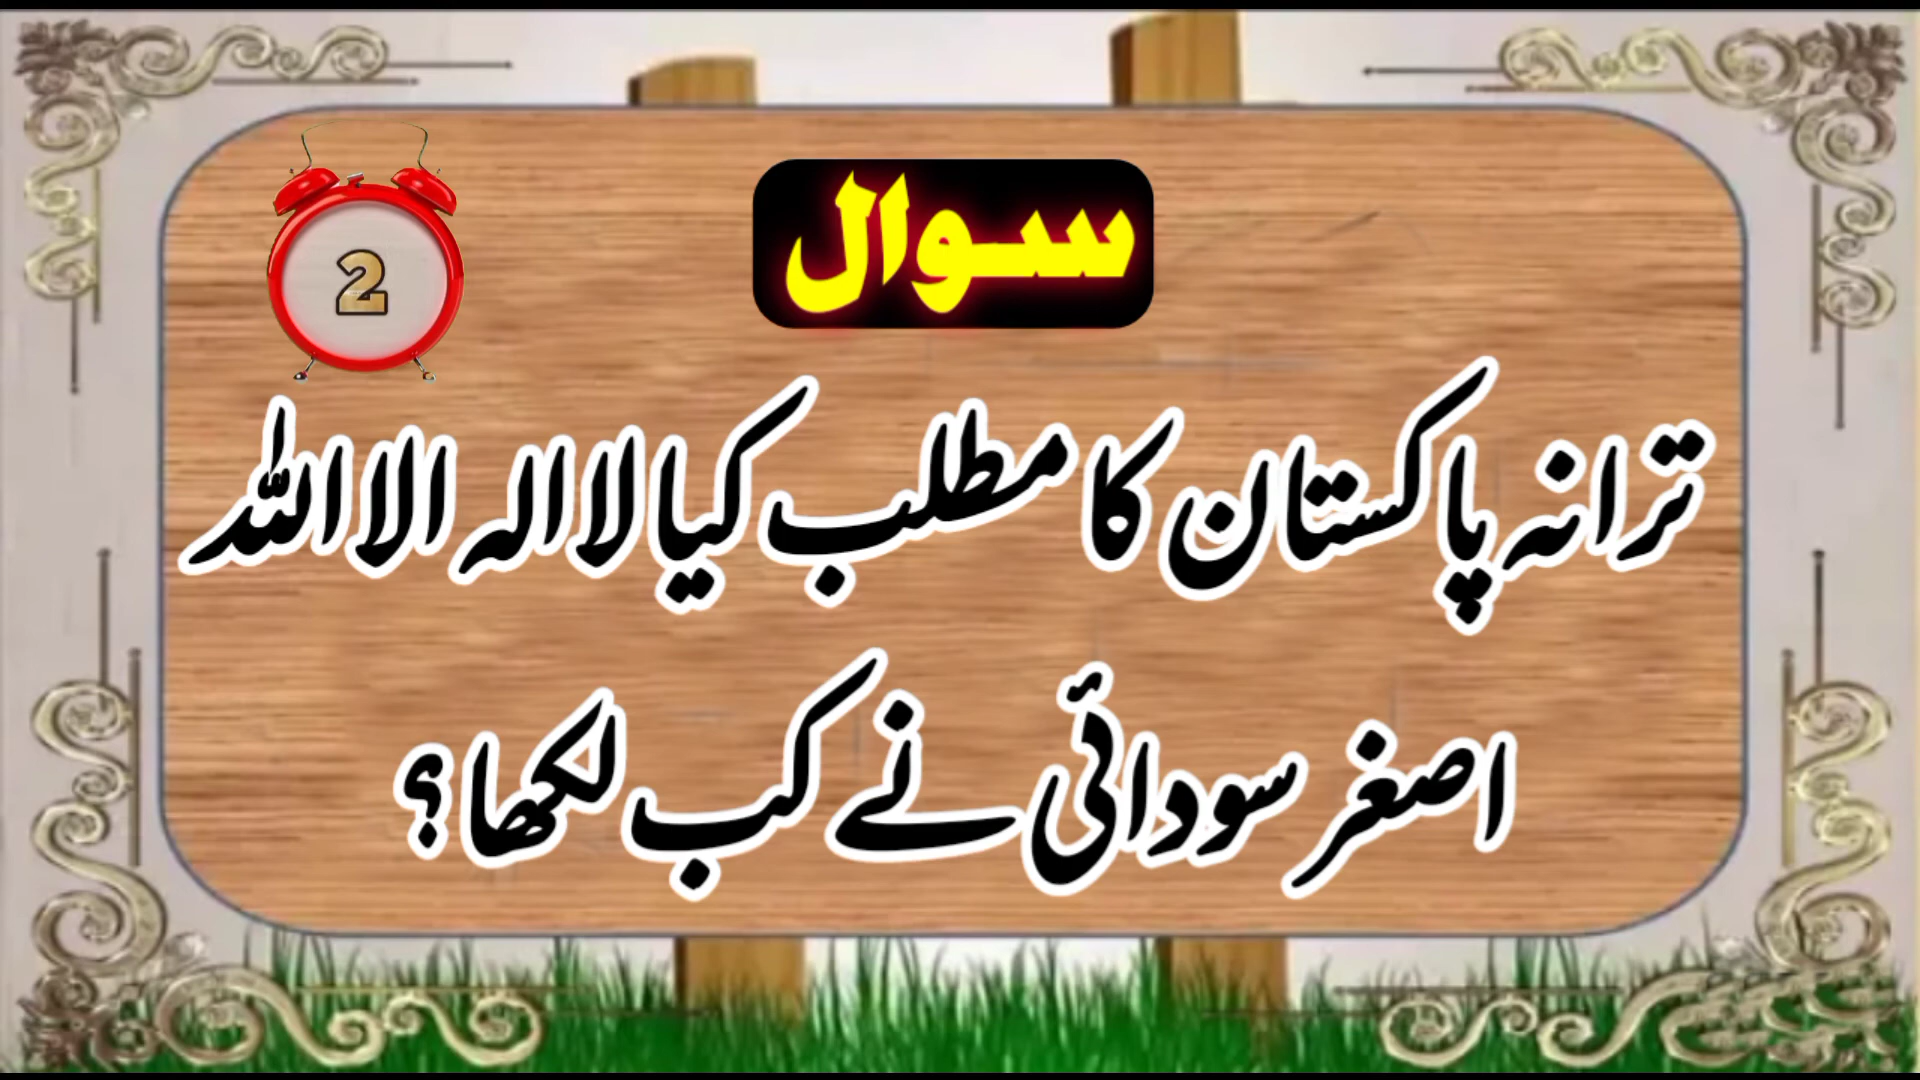 سوال
2
ترانہ پاکستان کا مطلب کیا لا الہ الا اللہ
اصغر سودائی نے کب لکھا؟